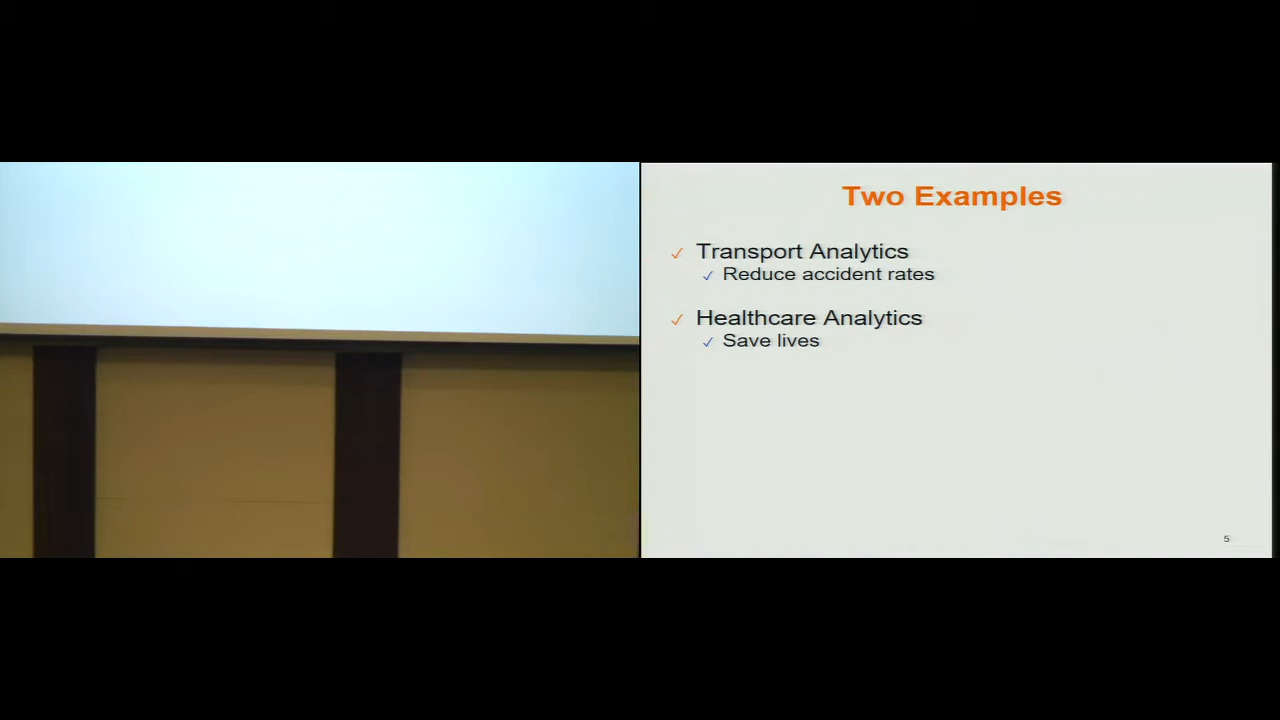 Two Examples
✓ Transport Analytics
✓ Reduce accident rates
✓ Healthcare Analytics
✓ Save lives
5